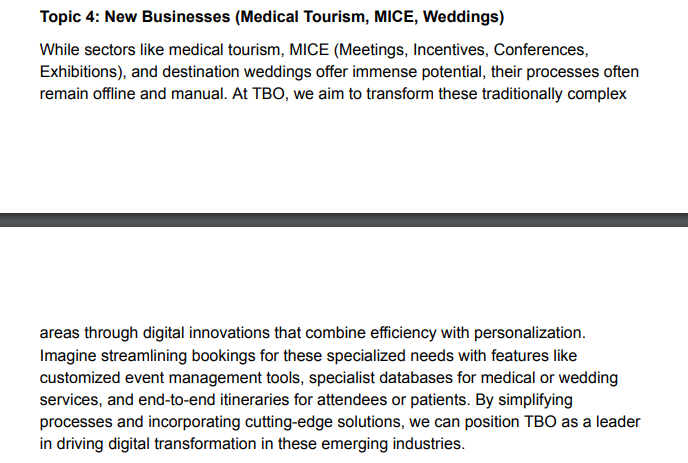 Topic 4: New Businesses (Medical Tourism, MICE, Weddings)
While sectors like medical tourism, MICE (Meetings, Incentives, Conferences,
Exhibitions), and destination weddings offer immense potential, their processes often
remain offline and manual. At TBO, we aim to transform these traditionally complex
areas through digital innovations that combine efficiency with personalization.
Imagine streamlining bookings for these specialized needs with features like
customized event management tools, specialist databases for medical or wedding
services, and end-to-end itineraries for attendees or patients. By simplifying
processes and incorporating cutting-edge solutions, we can position TBO as a leader
in driving digital transformation in these emerging industries.